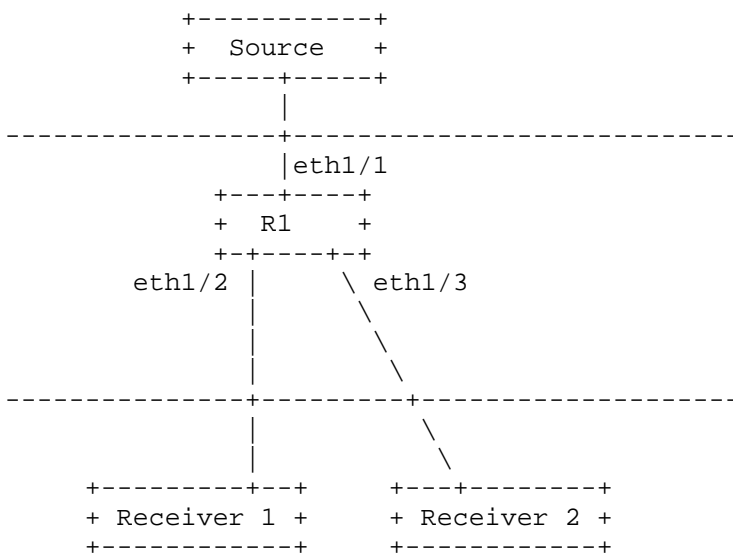 Source
eth1/1
R1
eth1/2 eth1/3
Receiver 1 Receiver 2